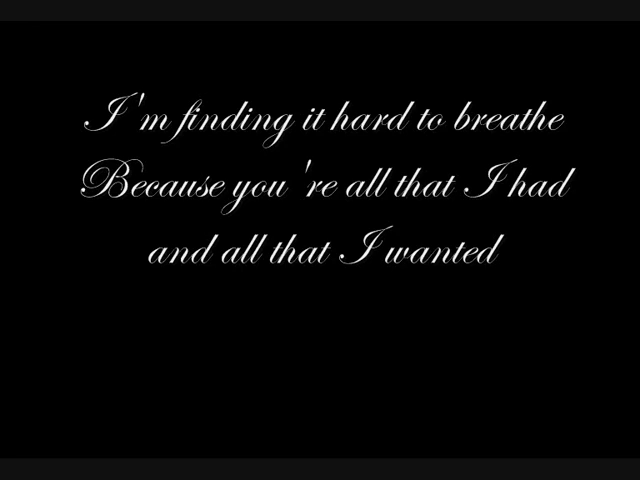 I'm finding it hard to breathe
Because you're all that I had
and all that I wanted